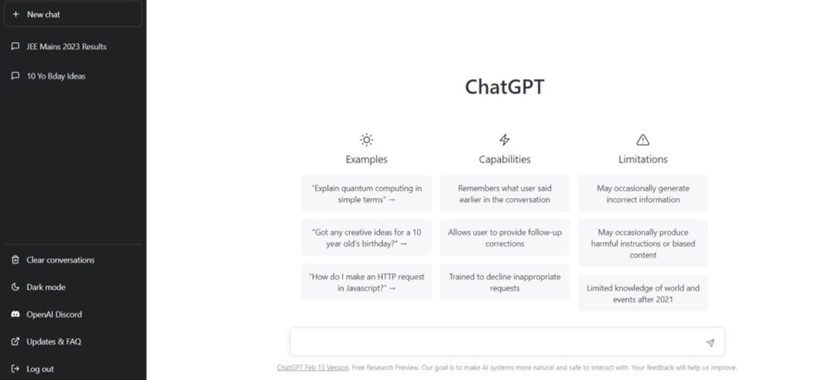 New chat
JEE Mains 2023 Results
10 Yo Bday Ideas
Clear conversations
Dark mode
OpenAI Discord
Updates & FAQ
Log out
ChatGPT
Examples
"Explain quantum computing in
simple terms" →
"Got any creative ideas for a 10
year old's birthday?" →
"How do I make an HTTP request
in Javascript?" →
Capabilities
Remembers what user said
earlier in the conversation
Allows user to provide follow-up
corrections
Trained to decline inappropriate
requests
Limitations
May occasionally generate
incorrect information
May occasionally produce
harmful instructions or biased
content
Limited knowledge of world and
events after 2021
ChatGPT Feb 13 Version. Free Research Preview. Our goal is to make AI systems more natural and safe to interact with. Your feedback will help us improve.